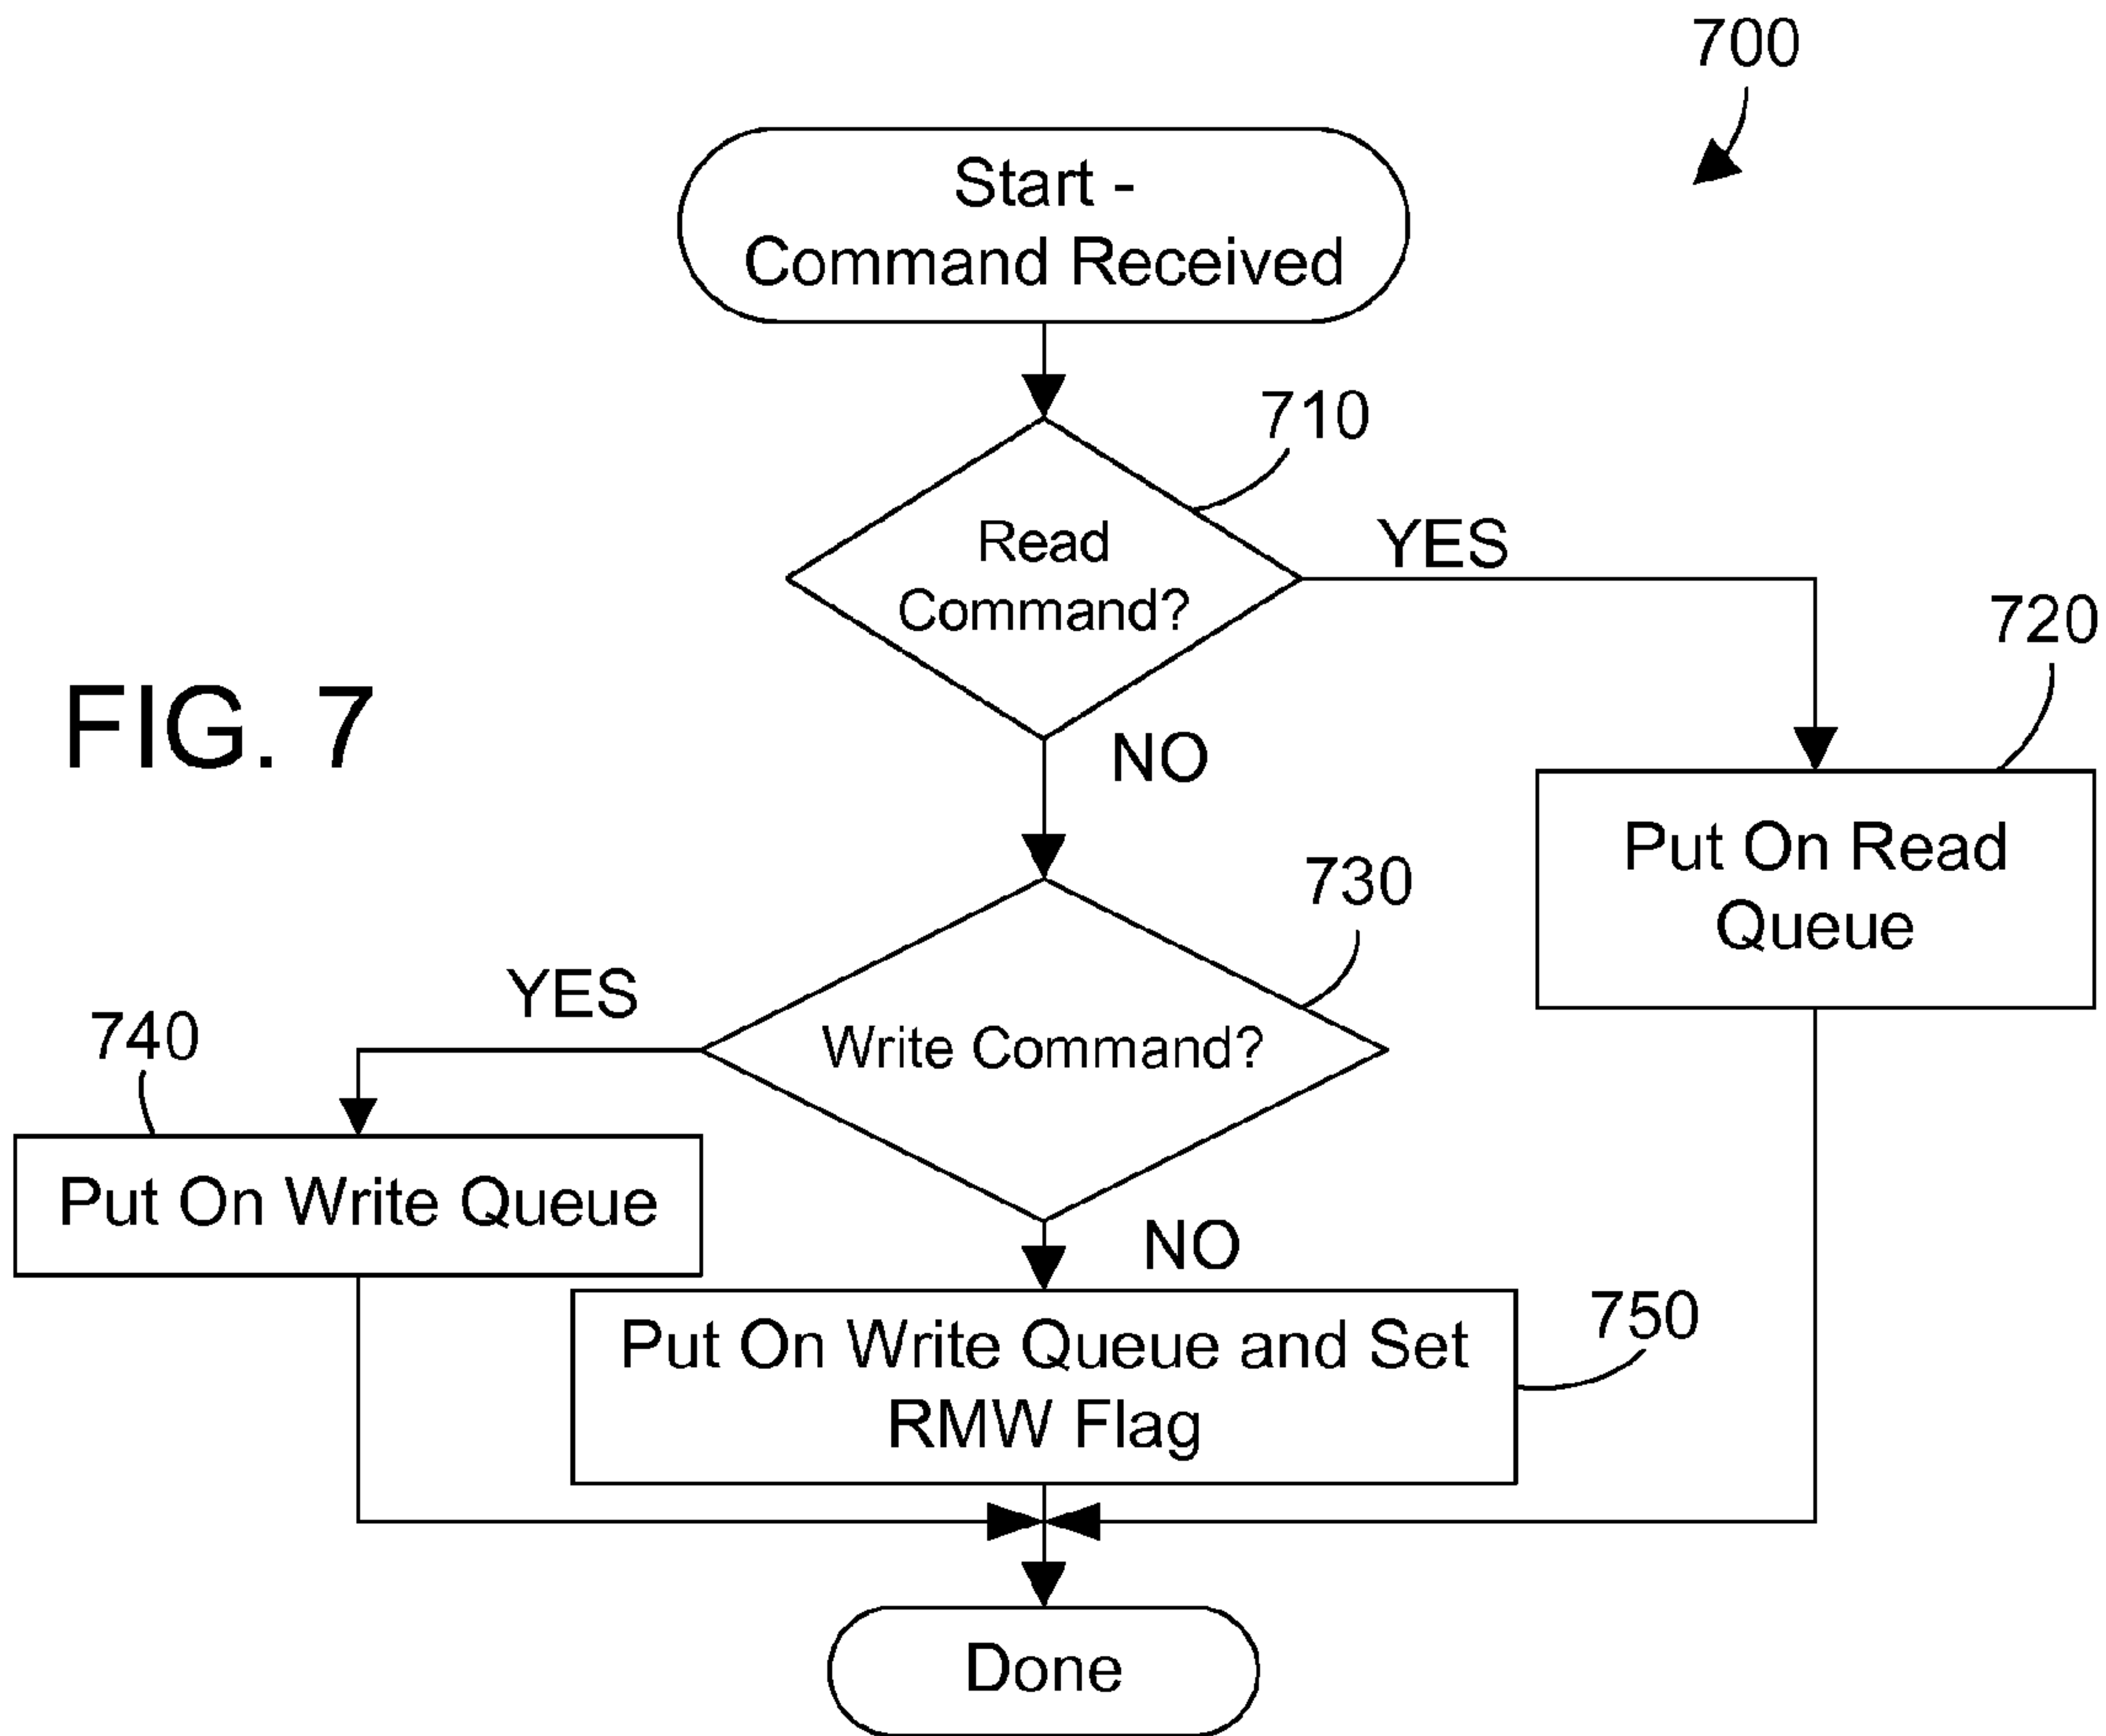 700
Start -
Command Received
710
Read
Command?
YES
720
FIG. 7
NO
Put On Read
Queue
730
YES
Write Command?
740
Put On Write Queue
NO
750
Put On Write Queue and Set
RMW Flag
Done